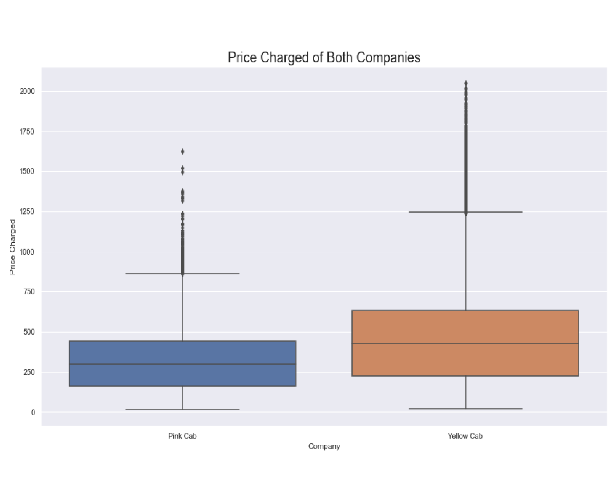 Price Charged of Both Companies
2000
1750
1500
1250
1000
750
500
250
0
Price Charged
Pink Cab
Yellow Cab
Company